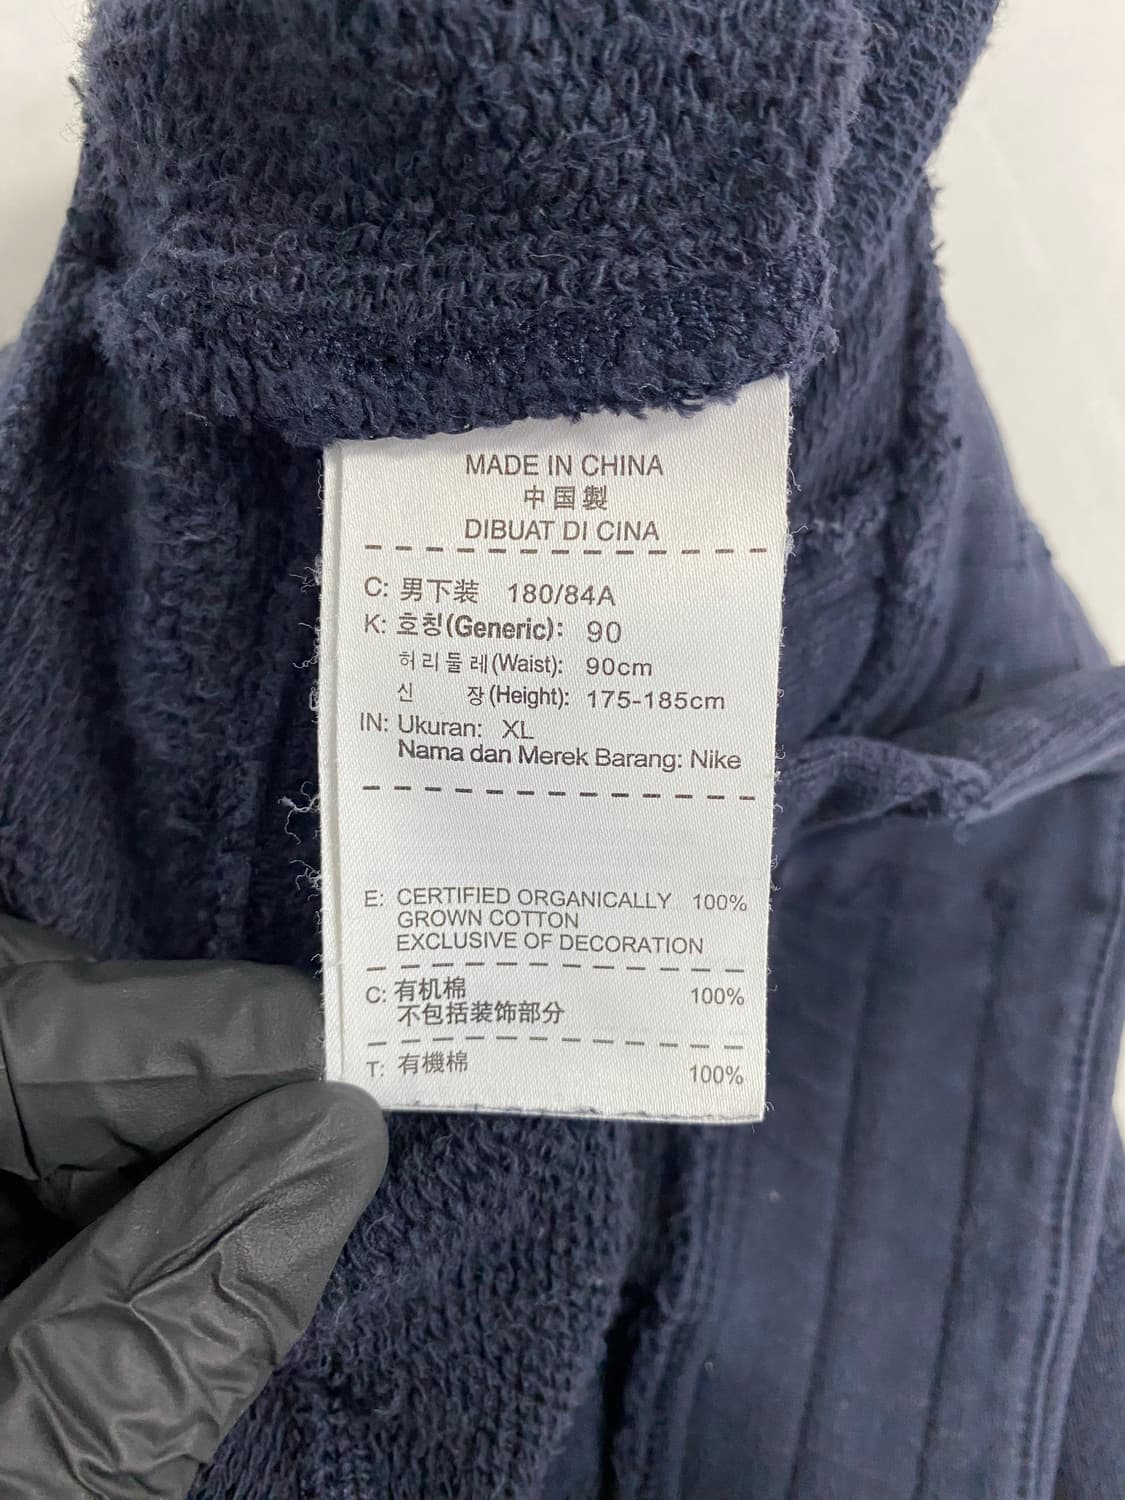 MADE IN CHINA
中国製
DIBUAT DI CINA
C: 男下装 180/84A
K: 호칭(Generic): 90
허리둘레(Waist): 90cm
신 장(Height): 175-185cm
IN: Ukuran: XL
Nama dan Merek Barang: Nike
E: CERTIFIED ORGANICALLY 100%
GROWN COTTON
EXCLUSIVE OF DECORATION
C: 有机棉 100%
不包括装饰部分
T: 有機棉 100%